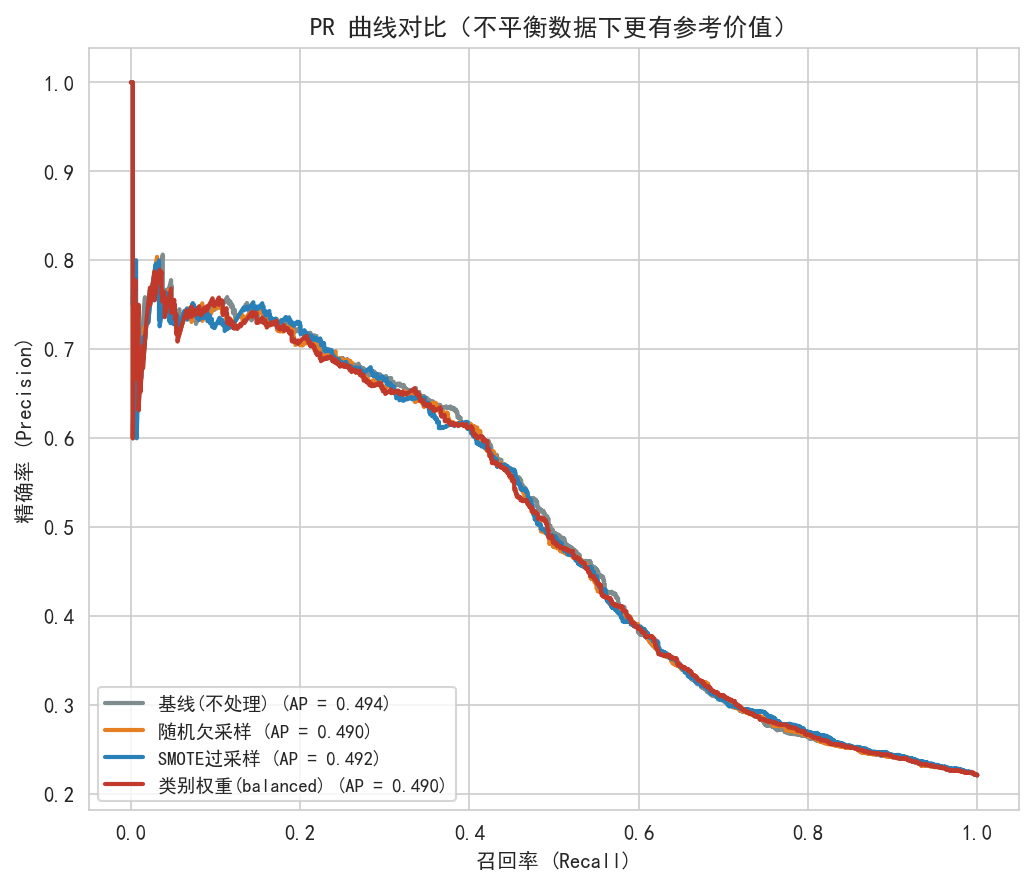 PR 曲线对比（不平衡数据下更有参考价值）
精确率 (Precision)
1.0
0.9
0.8
0.7
0.6
0.5
0.4
0.3
0.2
基线(不处理) (AP = 0.494)
随机欠采样 (AP = 0.490)
SMOTE过采样 (AP = 0.492)
类别权重(balanced) (AP = 0.490)
0.0 0.2 0.4 0.6 0.8 1.0
召回率 (Recall)